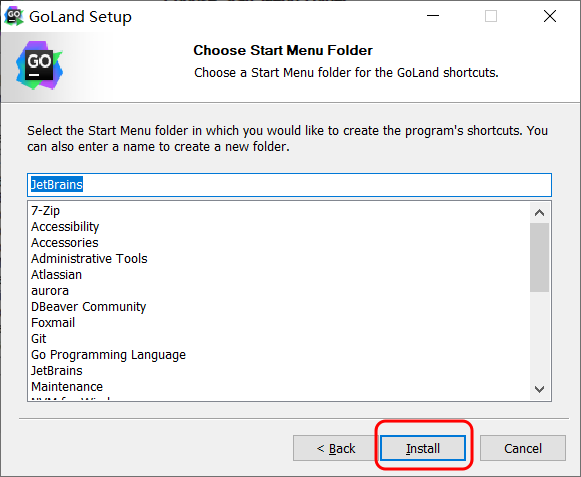 GoLand Setup
GO
Choose Start Menu Folder
Choose a Start Menu folder for the GoLand shortcuts.
Select the Start Menu folder in which you would like to create the program's shortcuts. You
can also enter a name to create a new folder.
JetBrains
7-Zip
Accessibility
Accessories
Administrative Tools
Atlassian
aurora
DBeaver Community
Foxmail
Git
Go Programming Language
JetBrains
Maintenance
< Back
Install
Cancel